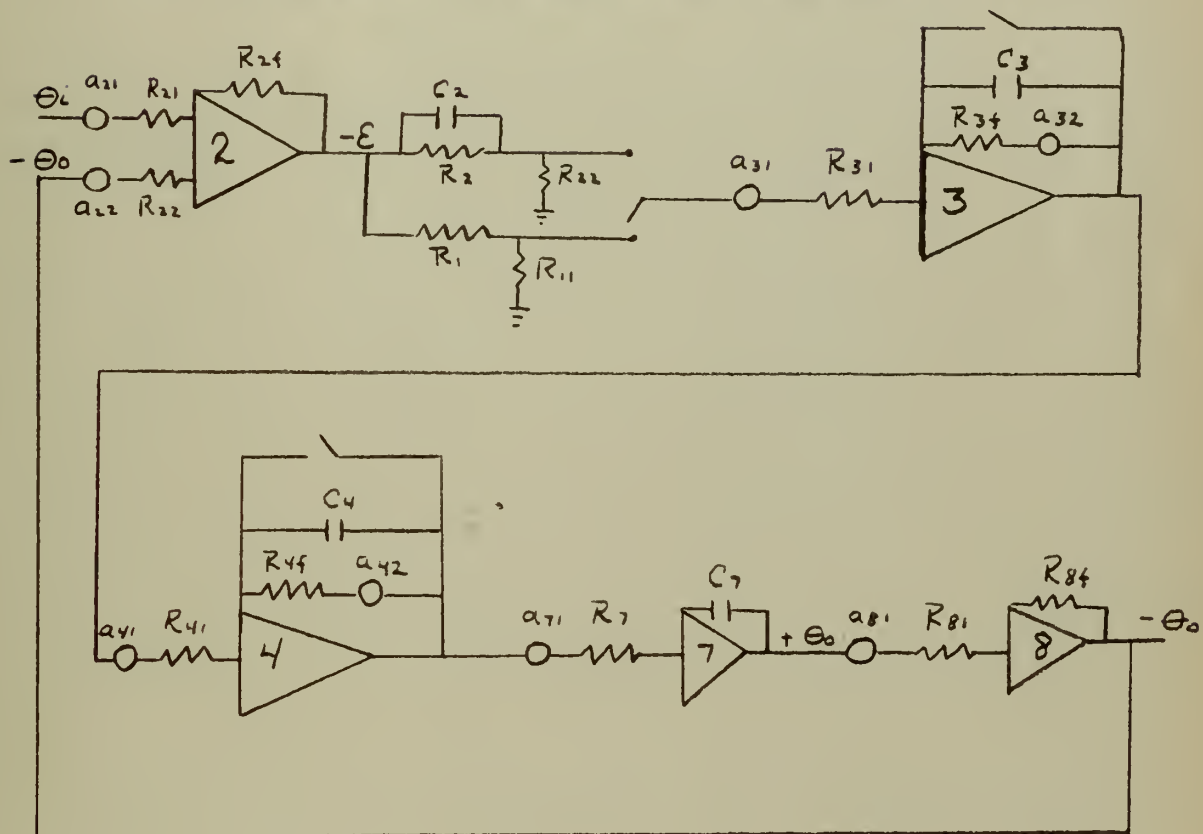 R2f
C2
C3
θi
a21
R21
R34
a32
2
-ε
- θo
R2
R22
a31
R31
3
a22
R22
R1
R11
C4
R4f
a42
C7
R8f
a41
R41
4
a71
R7
7
+ θo
a81
R81
8
- θo